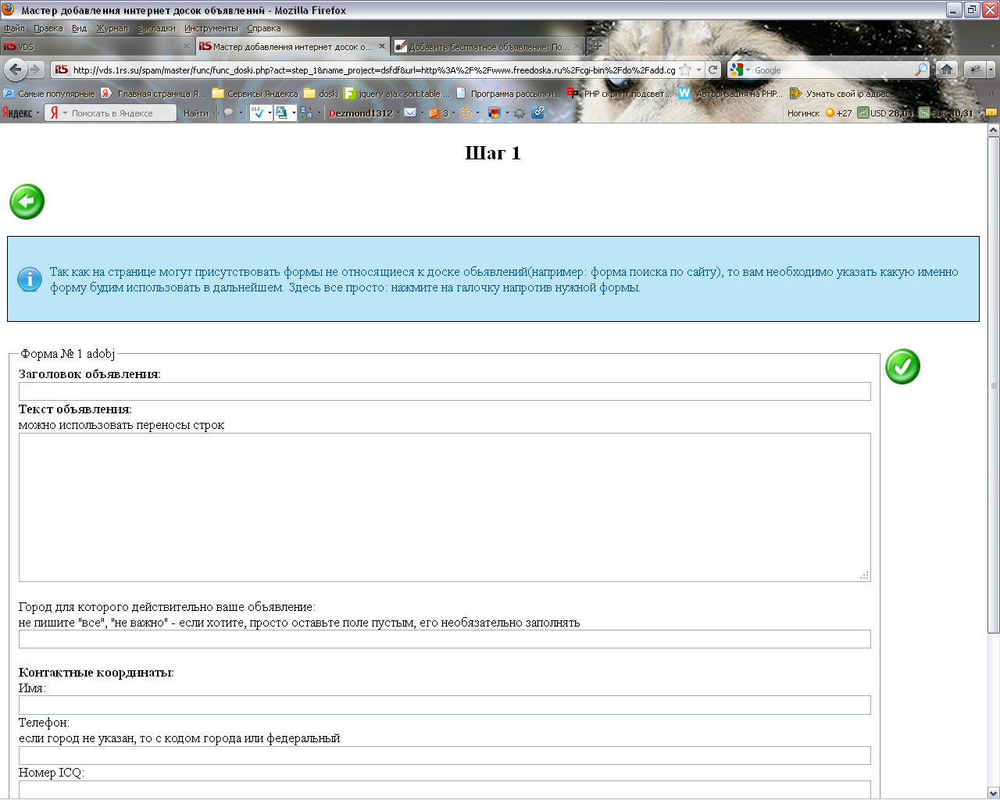 Мастер добавления интернет досок объявлений - Mozilla Firefox
Файл Правка Вид Журнал Закладки Инструменты Справка
RS VDS
RS Мастер добавления интернет досок о...
Добавить бесплатное объявление: По...
RS http://vds.1rs.su/spam/master/func/func_doski.php?act=step_1&name_project=dsfdf&url=http%3A%2F%2Fwww.freedoska.ru%2Fcgi-bin%2Fdo%2Fadd.cg
Google
Самые популярные Главная страница Я... Сервисы Яндекса doski jquery ajax sort table ... Программа рассылки... PHP скрипт подсвет... Авторизация на PHP... Узнать свой ip адрес...
Яндекс Поискать в Яндексе Найти Dezmond1312 3 Ногинск +27 USD 28,04 40,31
Шаг 1
Так как на странице могут присутствовать формы не относящиеся к доске обьявлений(например: форма поиска по сайту), то вам необходимо указать какую именно
форму будим использовать в дальнейшем. Здесь все просто: нажмите на галочку напротив нужной формы.
Форма № 1 adobj
Заголовок объявления:
Текст объявления:
можно использовать переносы строк
Город для которого действительно ваше объявление:
не пишите "все", "не важно" - если хотите, просто оставьте поле пустым, его необязательно заполнять
Контактные координаты:
Имя:
Телефон:
если город не указан, то с кодом города или федеральный
Номер ICQ: